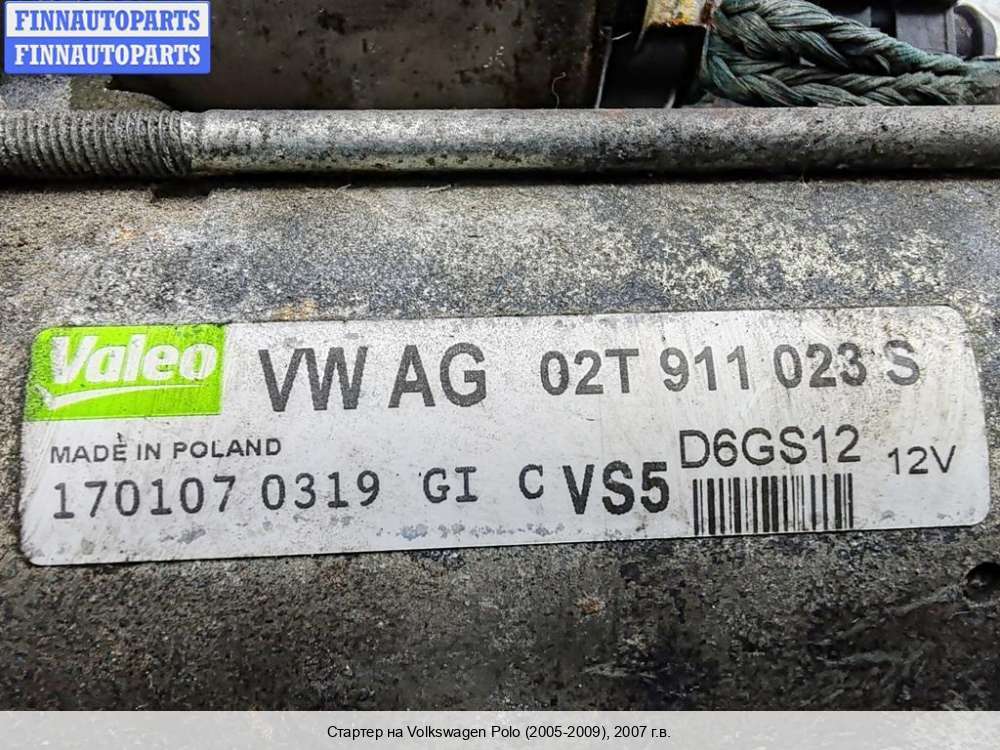 FINNAUTOPARTS
FINNAUTOPARTS
Valeo VW AG 02T 911 023 S
MADE IN POLAND D6GS12 12V
170107 0319 GI C VS5
Стартер на Volkswagen Polo (2005-2009), 2007 г.в.